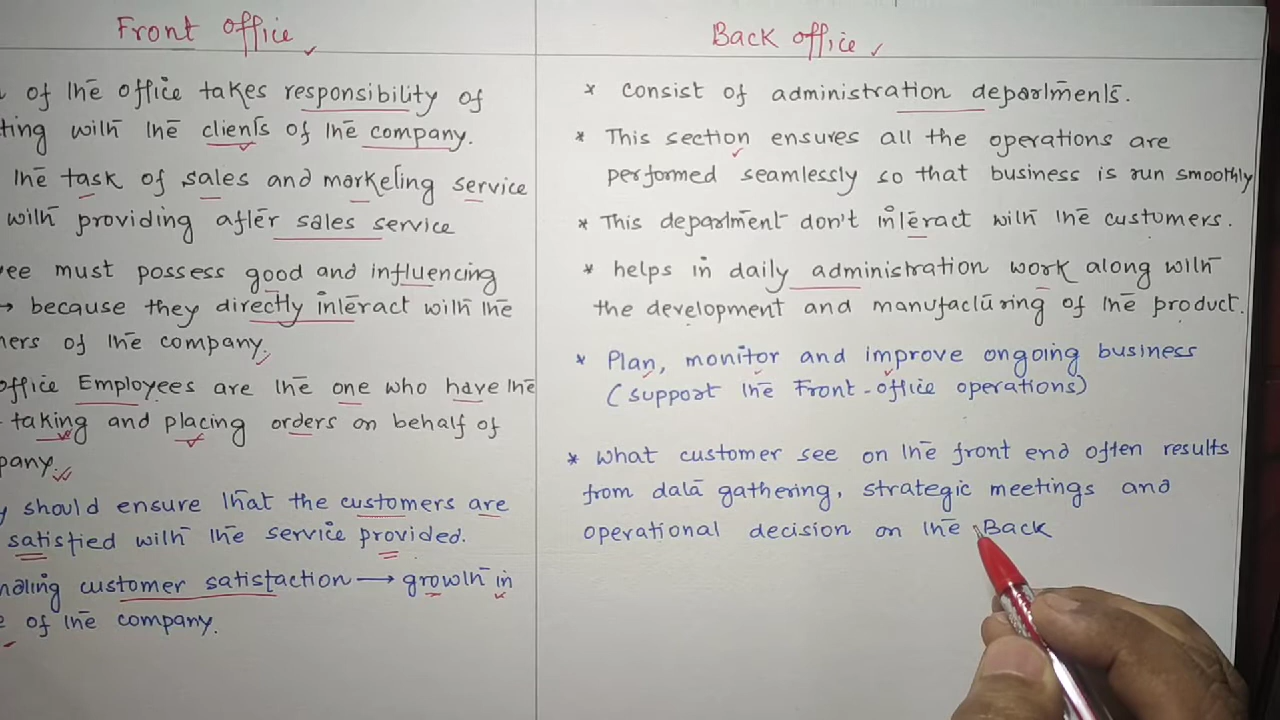 Front office
of the office takes responsibility of
ting with the clients of the company.
the task of sales and marketing service
with providing after sales service
ee must possess good and influencing
→ because they directly interact with the
ers of the company.
office Employees are the one who have the
taking and placing orders on behalf of
pany.
y should ensure that the customers are
satisfied with the service provided.
ndling customer satisfaction → growth in
e of the company.
Back office
* consist of administration departments.
* This section ensures all the operations are
performed seamlessly so that business is run smoothly
* This department don't interact with the customers.
* helps in daily administration work along with
the development and manufacturing of the product.
* Plan, monitor and improve ongoing business
(support the Front-office operations)
* What customer see on the front end often results
from data gathering, strategic meetings and
operational decision on the Back